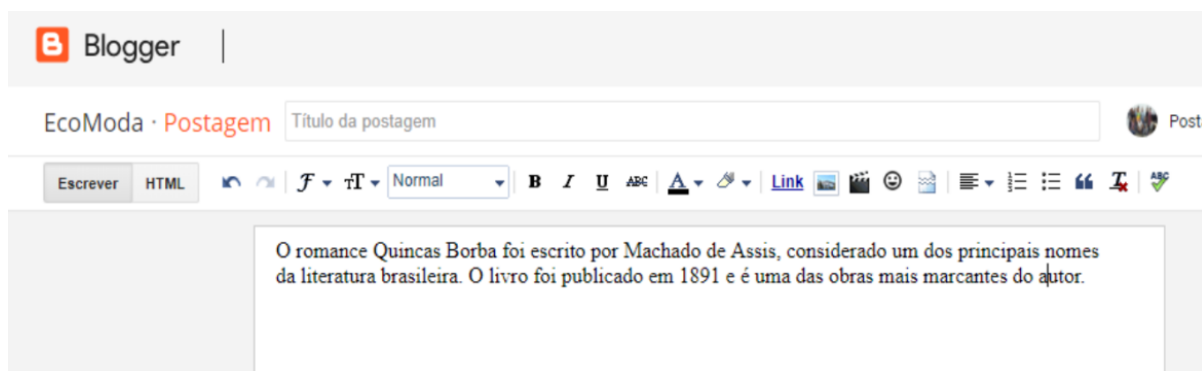 Blogger
EcoModa · Postagem Título da postagem Post
Escrever HTML Normal B I U ABC A Link ABC
O romance Quincas Borba foi escrito por Machado de Assis, considerado um dos principais nomes
da literatura brasileira. O livro foi publicado em 1891 e é uma das obras mais marcantes do autor.